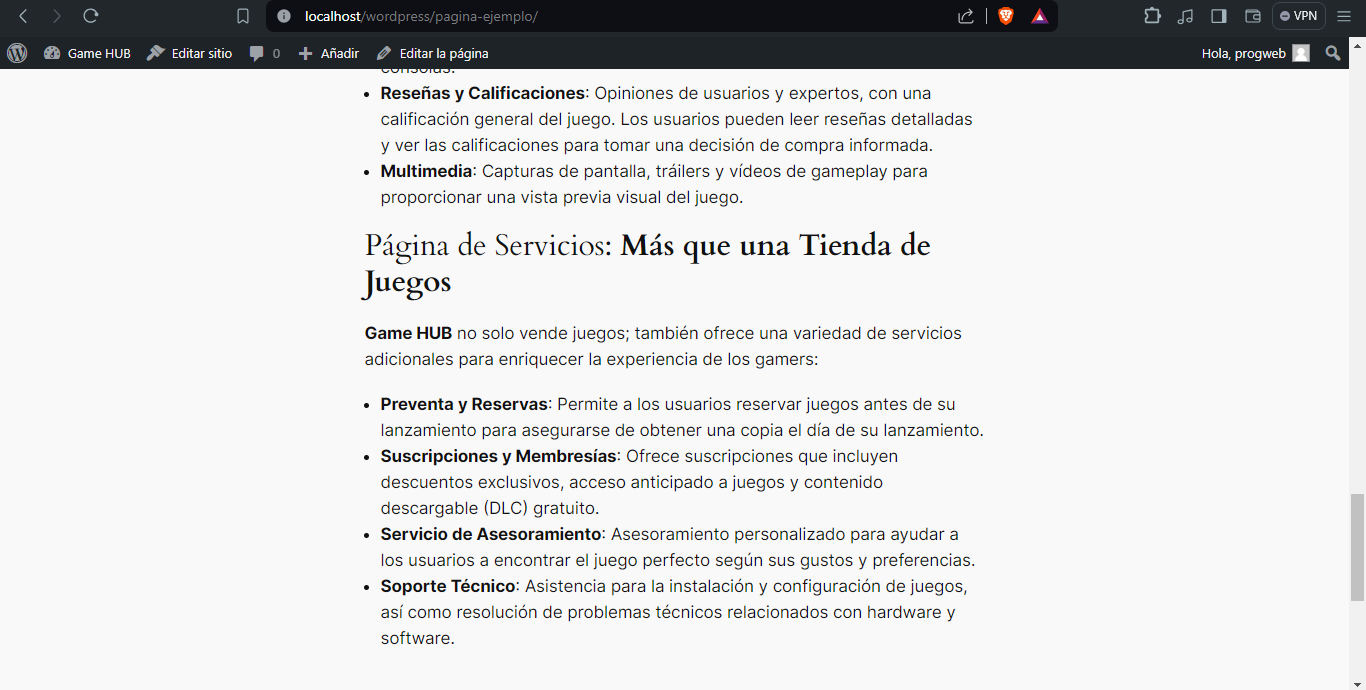 localhost/wordpress/pagina-ejemplo/
VPN
Game HUB Editar sitio 0 Añadir Editar la página Hola, progweb
consolas.
Reseñas y Calificaciones: Opiniones de usuarios y expertos, con una
calificación general del juego. Los usuarios pueden leer reseñas detalladas
y ver las calificaciones para tomar una decisión de compra informada.
Multimedia: Capturas de pantalla, tráilers y vídeos de gameplay para
proporcionar una vista previa visual del juego.
Página de Servicios: Más que una Tienda de
Juegos
Game HUB no solo vende juegos; también ofrece una variedad de servicios
adicionales para enriquecer la experiencia de los gamers:
Preventa y Reservas: Permite a los usuarios reservar juegos antes de su
lanzamiento para asegurarse de obtener una copia el día de su lanzamiento.
Suscripciones y Membresías: Ofrece suscripciones que incluyen
descuentos exclusivos, acceso anticipado a juegos y contenido
descargable (DLC) gratuito.
Servicio de Asesoramiento: Asesoramiento personalizado para ayudar a
los usuarios a encontrar el juego perfecto según sus gustos y preferencias.
Soporte Técnico: Asistencia para la instalación y configuración de juegos,
así como resolución de problemas técnicos relacionados con hardware y
software.